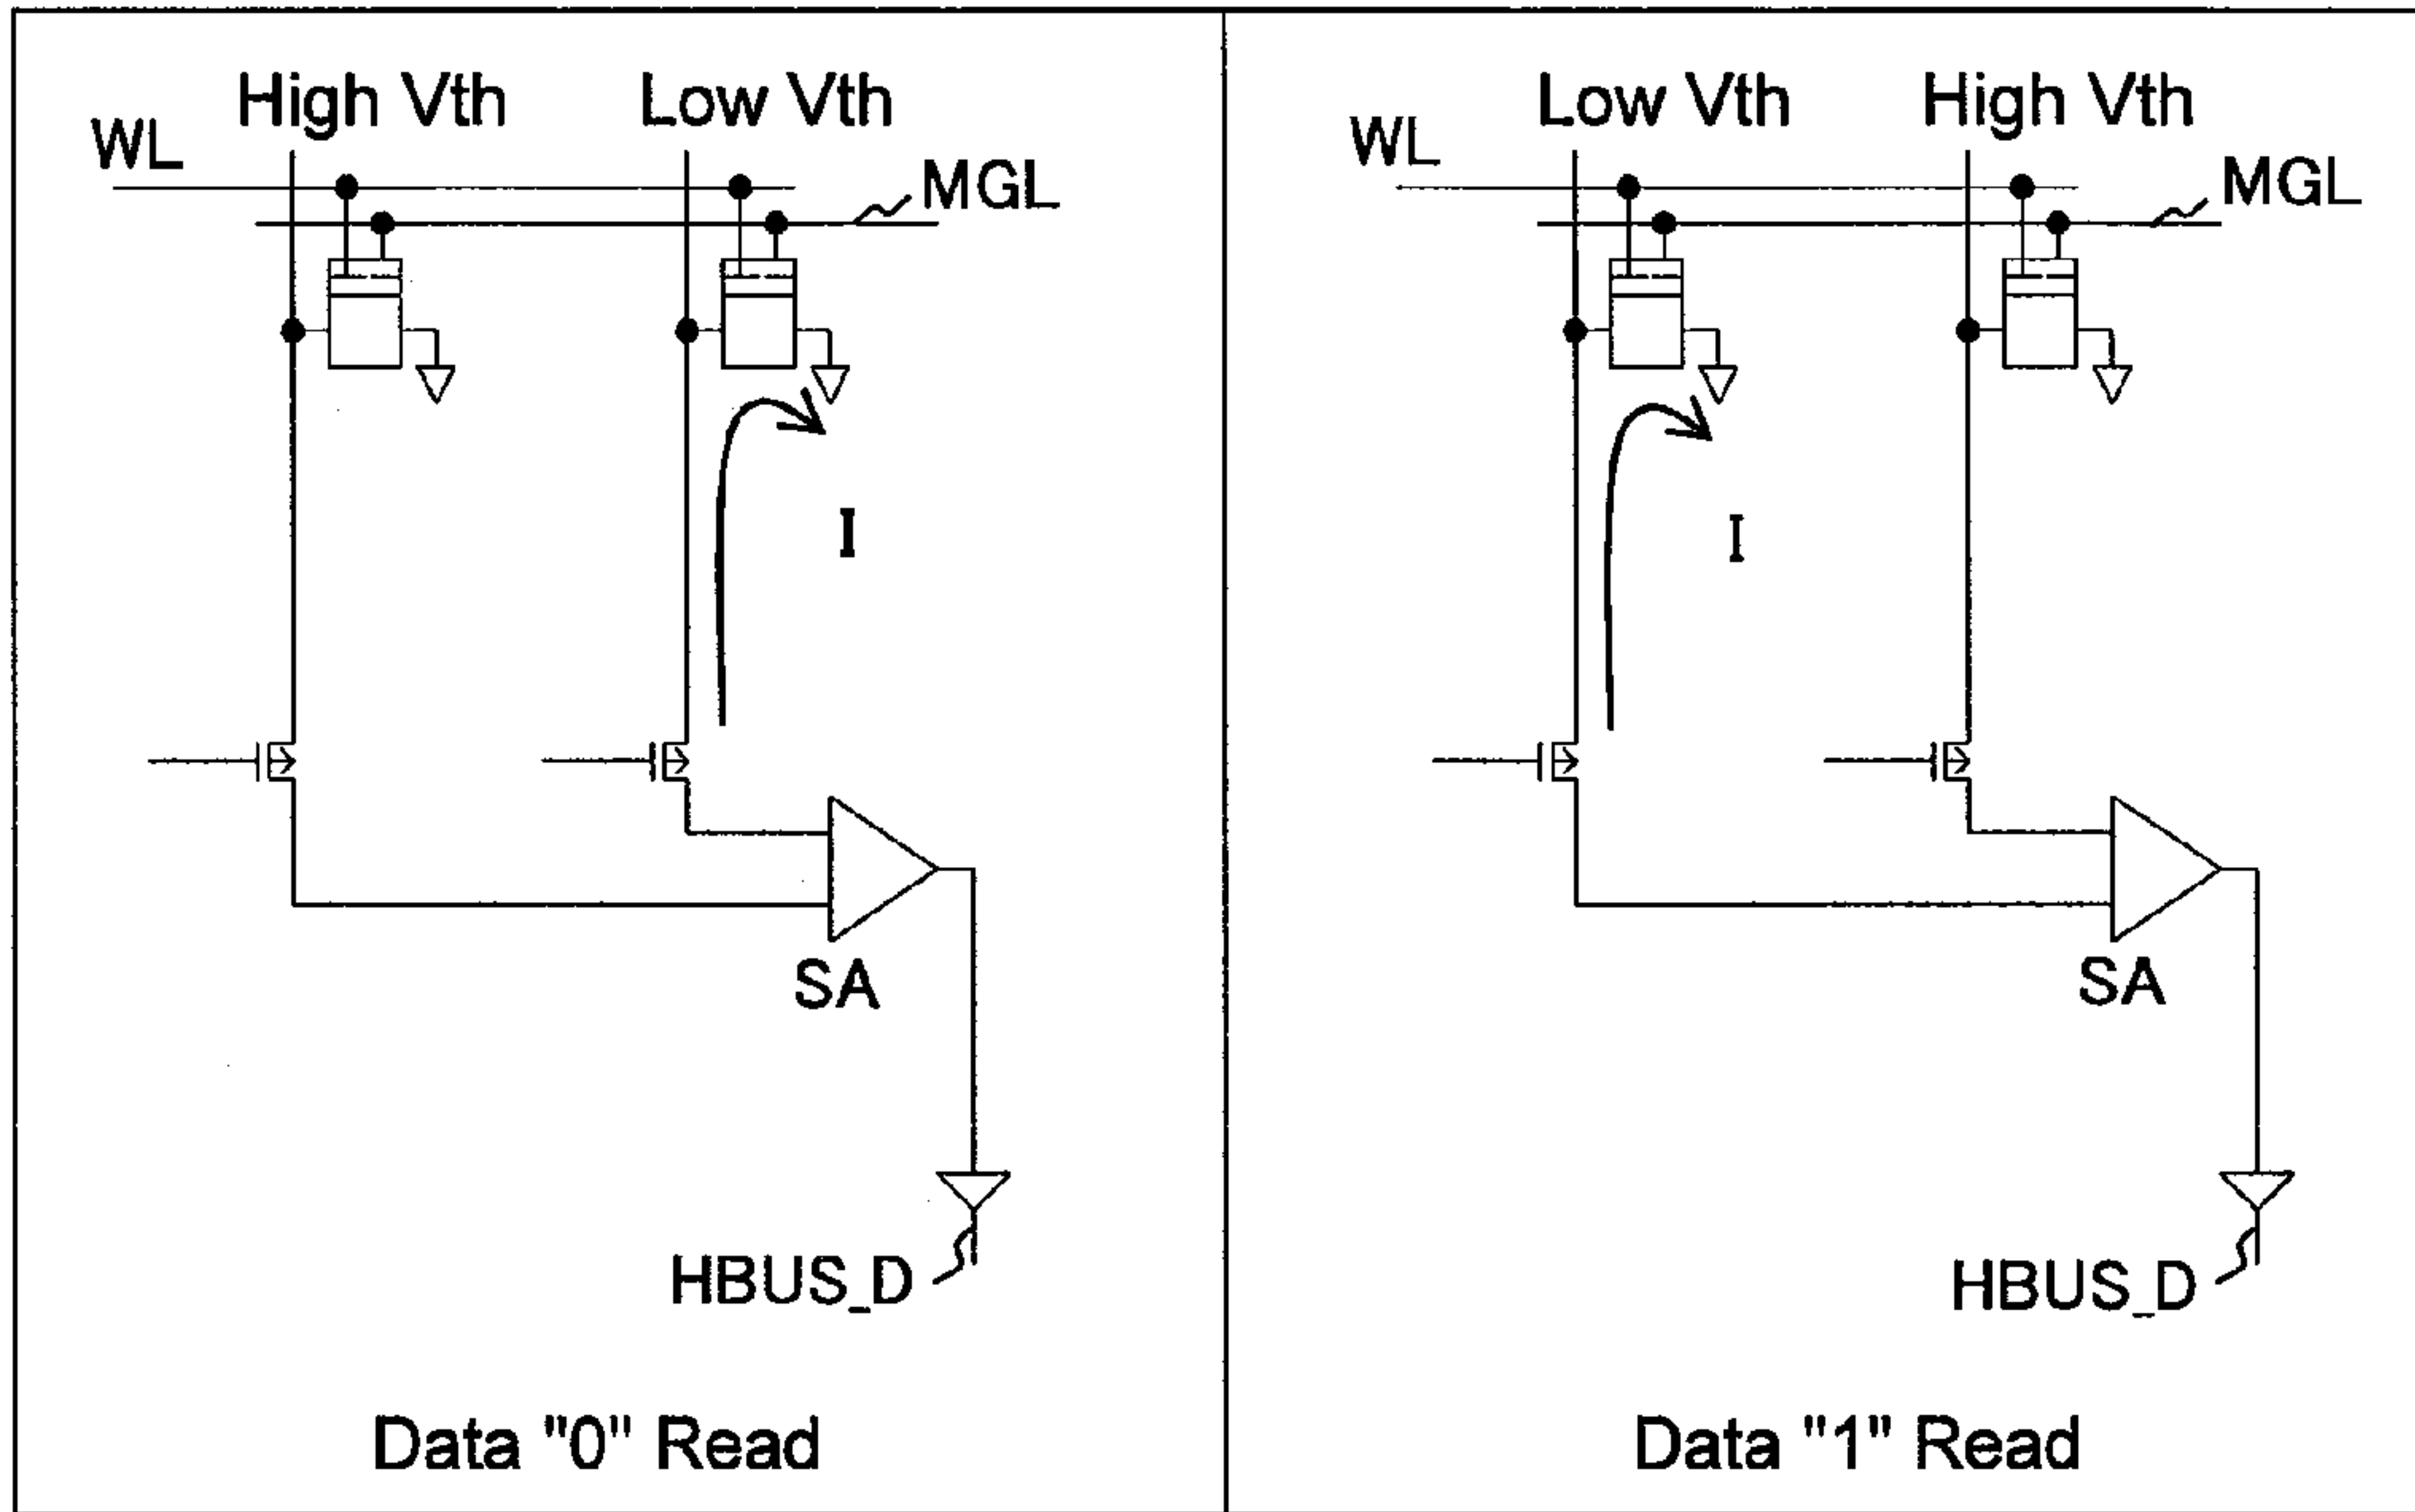 High Vth Low Vth
WL
MGL
I
SA
HBUS_D
Data "0" Read
Low Vth High Vth
WL
MGL
I
SA
HBUS_D
Data "1" Read